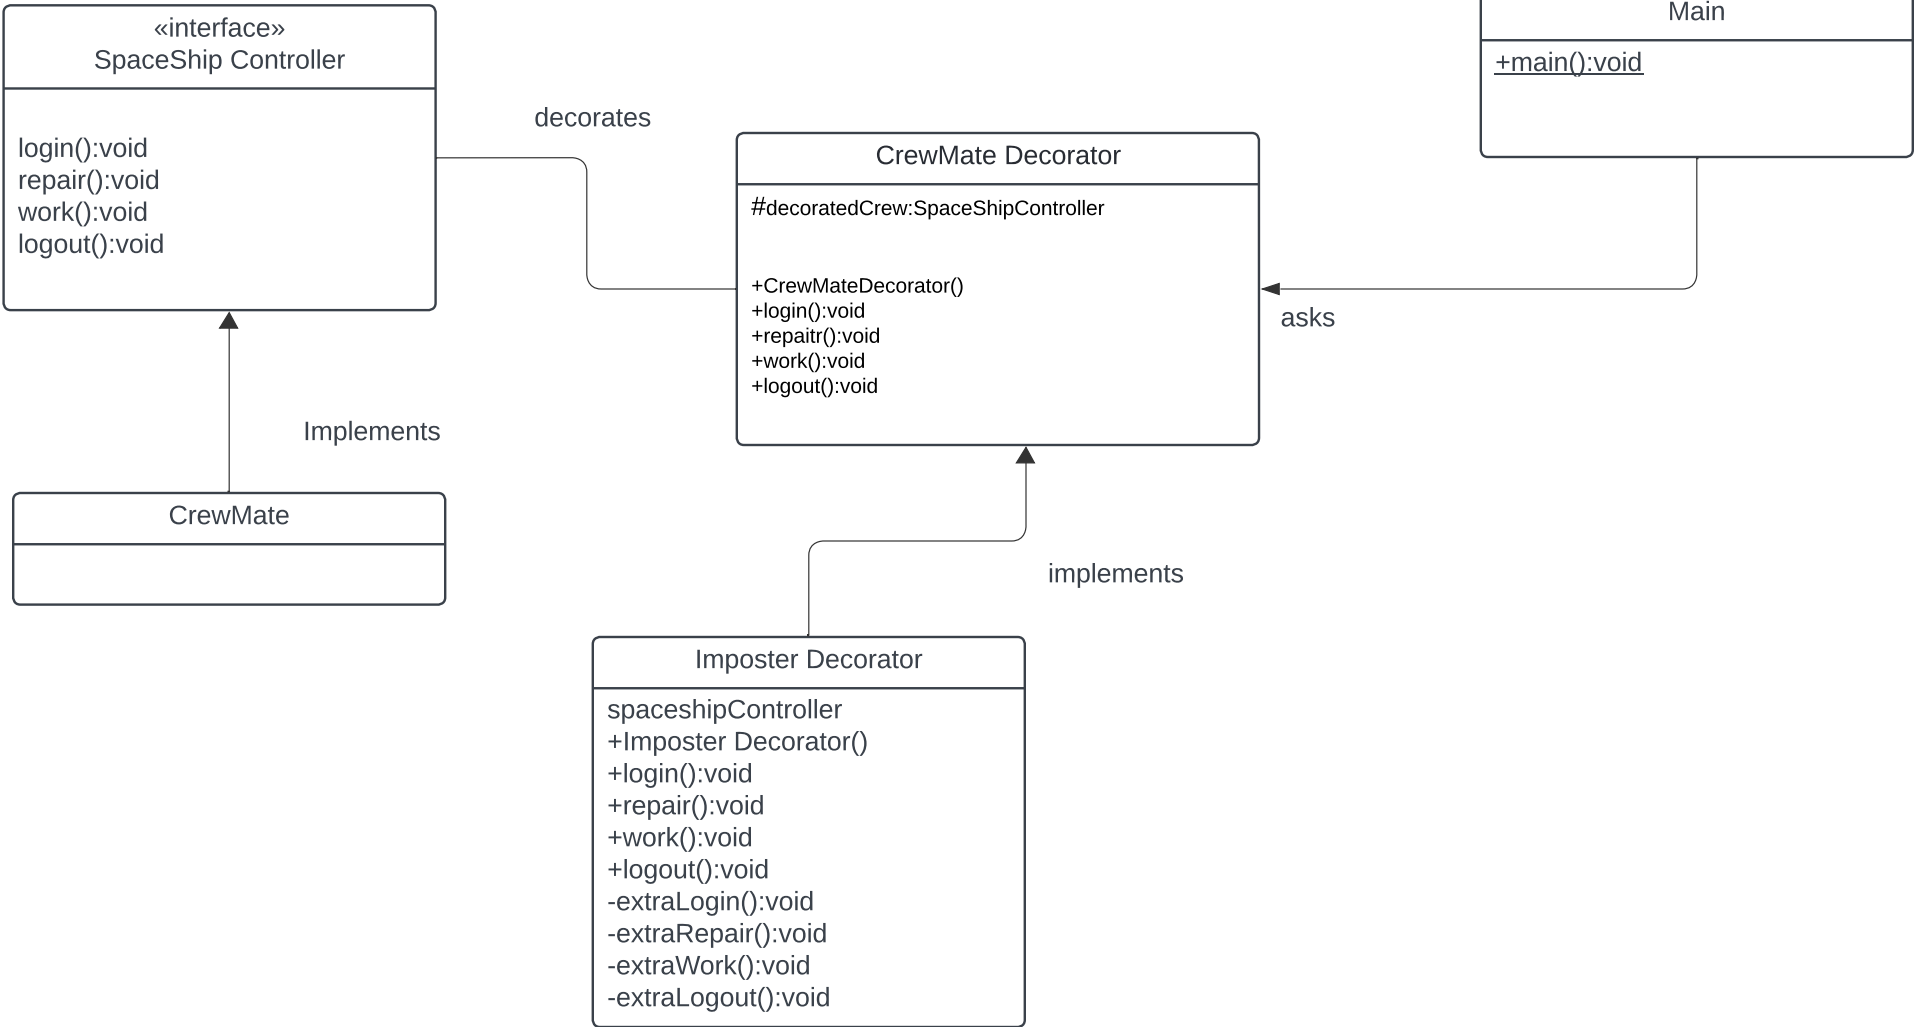 «interface»
SpaceShip Controller
login():void
repair():void
work():void
logout():void
decorates
CrewMate Decorator
#decoratedCrew:SpaceShipController
+CrewMateDecorator()
+login():void
+repaitr():void
+work():void
+logout():void
Main
+main():void
asks
Implements
CrewMate
implements
Imposter Decorator
spaceshipController
+Imposter Decorator()
+login():void
+repair():void
+work():void
+logout():void
-extraLogin():void
-extraRepair():void
-extraWork():void
-extraLogout():void